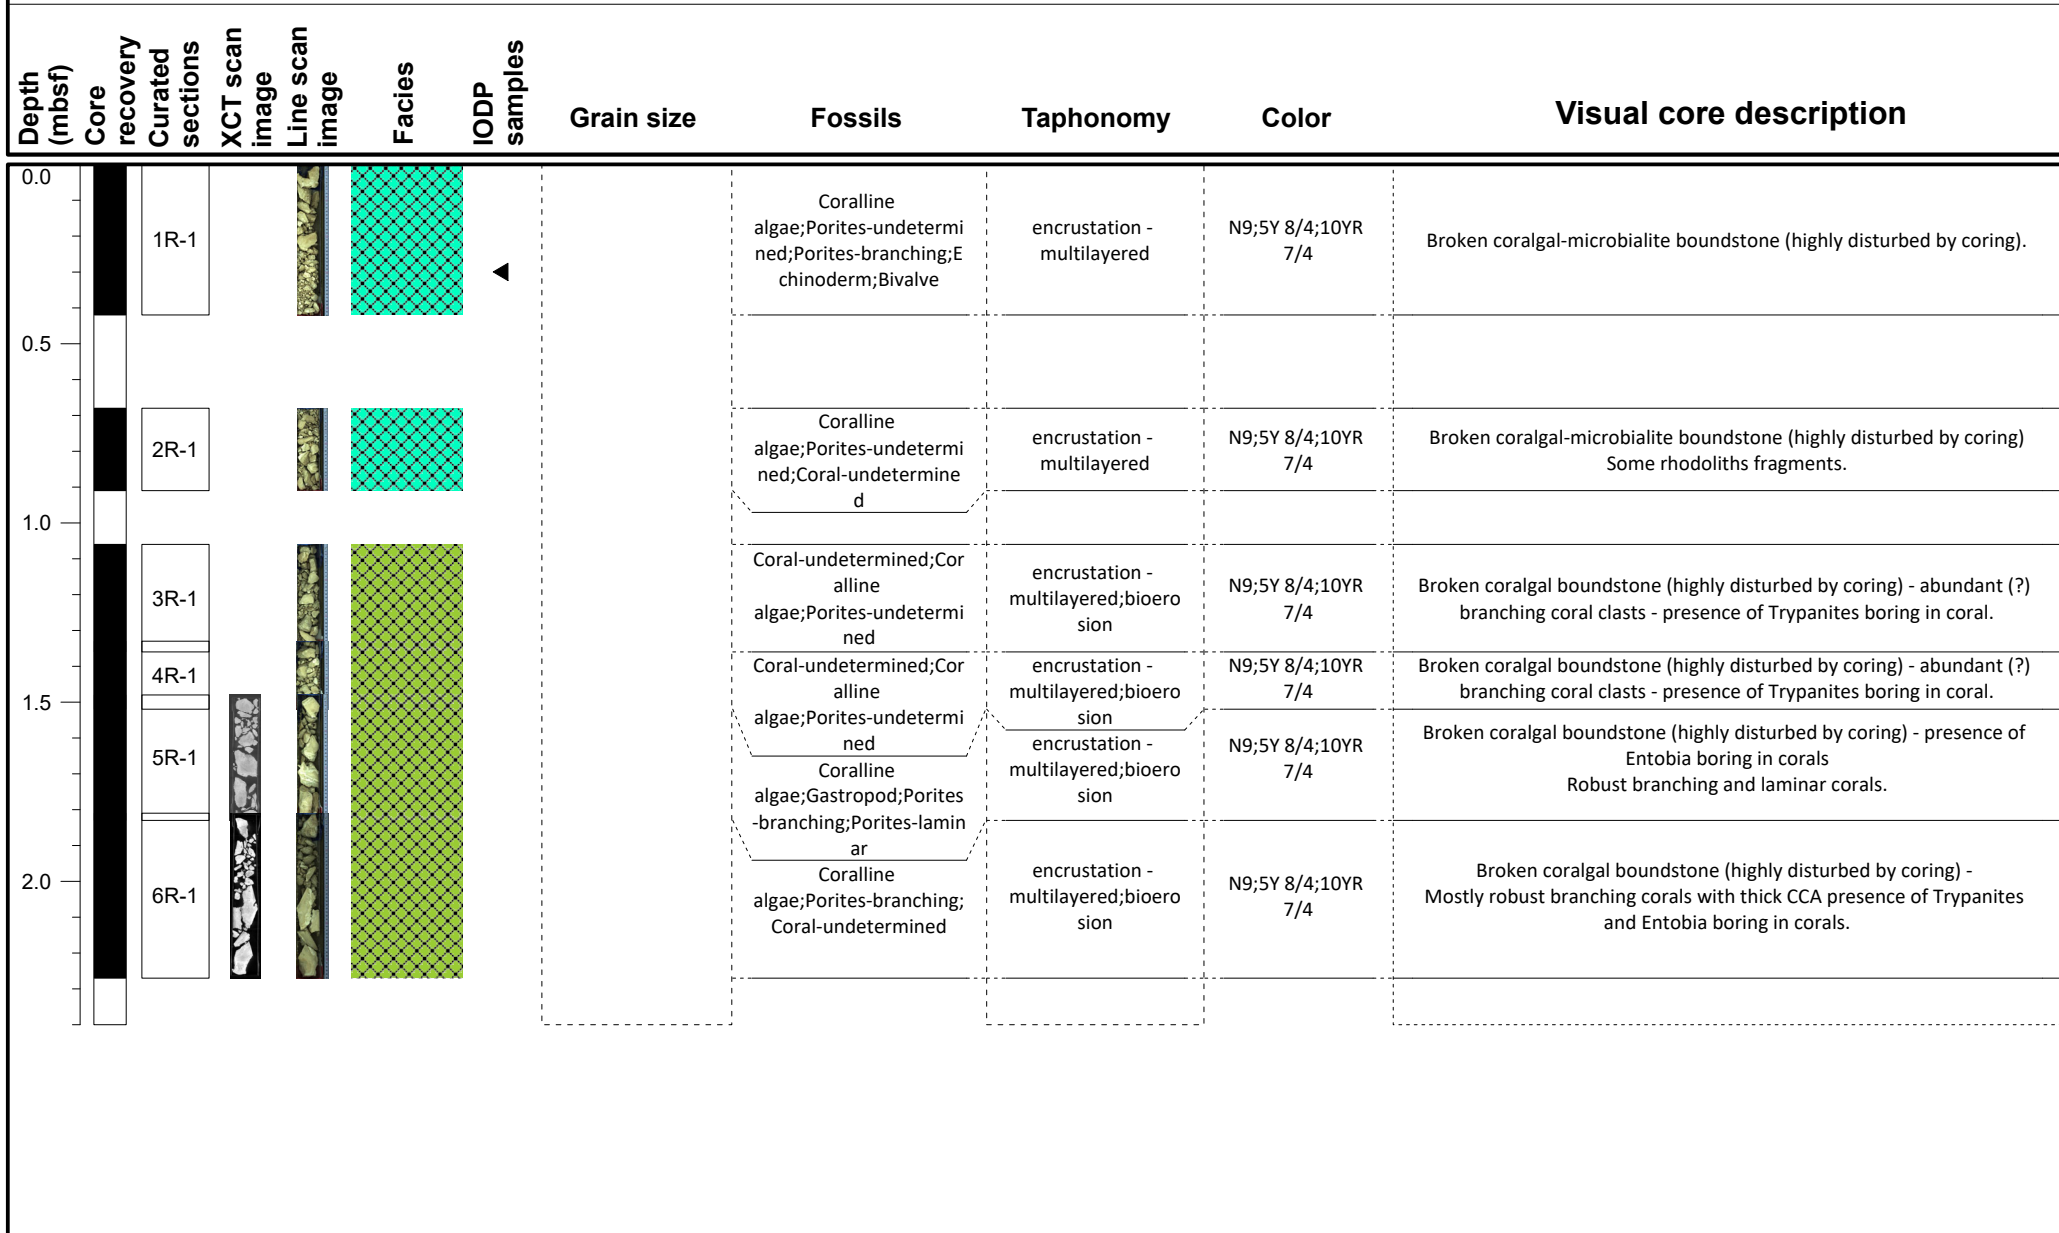 Depth
(mbsf)
Core
recovery
Curated
sections
XCT scan
image
Line scan
image
Facies
IODP
samples
Grain size
Fossils
Taphonomy
Color
Visual core description
0.0
1R-1
Coralline
algae;Porites-undetermi
ned;Porites-branching;E
chinoderm;Bivalve
encrustation -
multilayered
N9;5Y 8/4;10YR
7/4
Broken coralgal-microbialite boundstone (highly disturbed by coring).
0.5
2R-1
Coralline
algae;Porites-undetermi
ned;Coral-undetermine
d
encrustation -
multilayered
N9;5Y 8/4;10YR
7/4
Broken coralgal-microbialite boundstone (highly disturbed by coring)
Some rhodoliths fragments.
1.0
3R-1
Coral-undetermined;Cor
alline
algae;Porites-undetermi
ned
encrustation -
multilayered;bioero
sion
N9;5Y 8/4;10YR
7/4
Broken coralgal boundstone (highly disturbed by coring) - abundant (?)
branching coral clasts - presence of Trypanites boring in coral.
4R-1
Coral-undetermined;Cor
alline
algae;Porites-undetermi
ned
encrustation -
multilayered;bioero
sion
N9;5Y 8/4;10YR
7/4
Broken coralgal boundstone (highly disturbed by coring) - abundant (?)
branching coral clasts - presence of Trypanites boring in coral.
1.5
5R-1
Coralline
algae;Gastropod;Porites
-branching;Porites-lamin
ar
encrustation -
multilayered;bioero
sion
N9;5Y 8/4;10YR
7/4
Broken coralgal boundstone (highly disturbed by coring) - presence of
Entobia boring in corals
Robust branching and laminar corals.
2.0
6R-1
Coralline
algae;Porites-branching;
Coral-undetermined
encrustation -
multilayered;bioero
sion
N9;5Y 8/4;10YR
7/4
Broken coralgal boundstone (highly disturbed by coring) -
Mostly robust branching corals with thick CCA presence of Trypanites
and Entobia boring in corals.